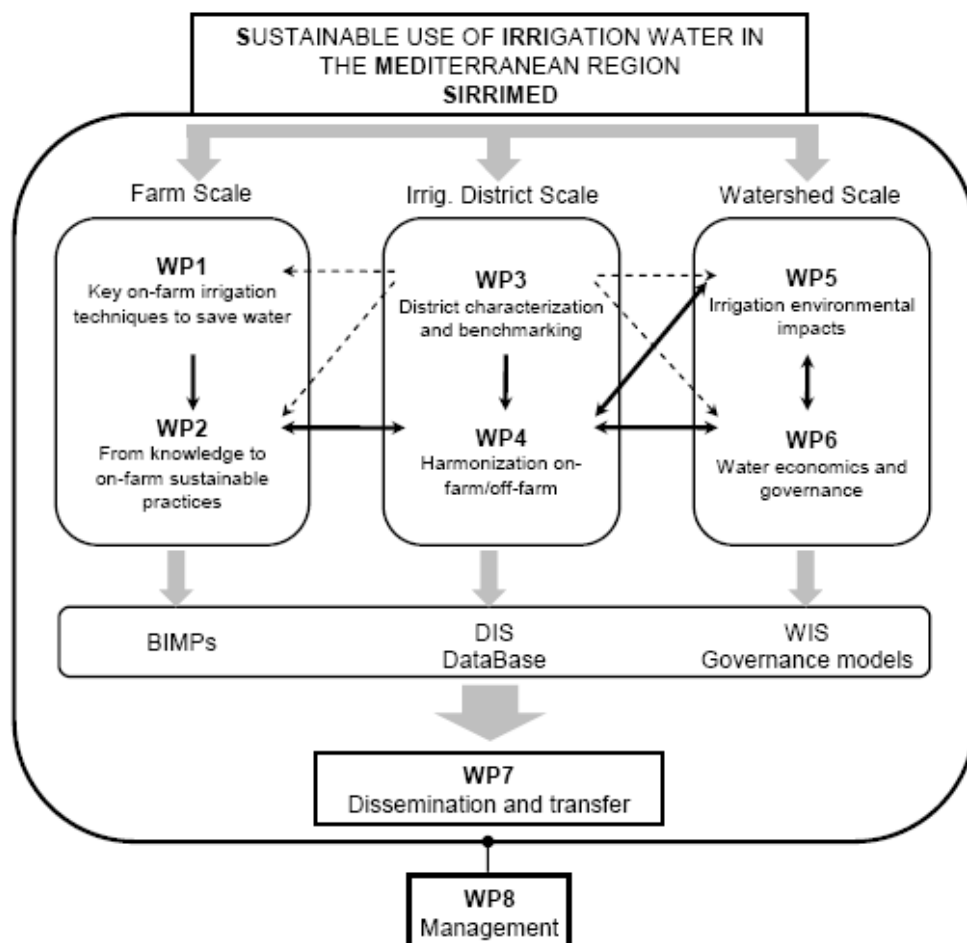 SUSTAINABLE USE OF IRRIGATION WATER IN
THE MEDITERRANEAN REGION
SIRRIMED
Farm Scale
Irrig. District Scale
Watershed Scale
WP1
Key on-farm irrigation
techniques to save water
WP2
From knowledge to
on-farm sustainable
practices
WP3
District characterization
and benchmarking
WP4
Harmonization on-
farm/off-farm
WP5
Irrigation environmental
impacts
WP6
Water economics and
governance
BIMPs
DIS
DataBase
WIS
Governance models
WP7
Dissemination and transfer
WP8
Management